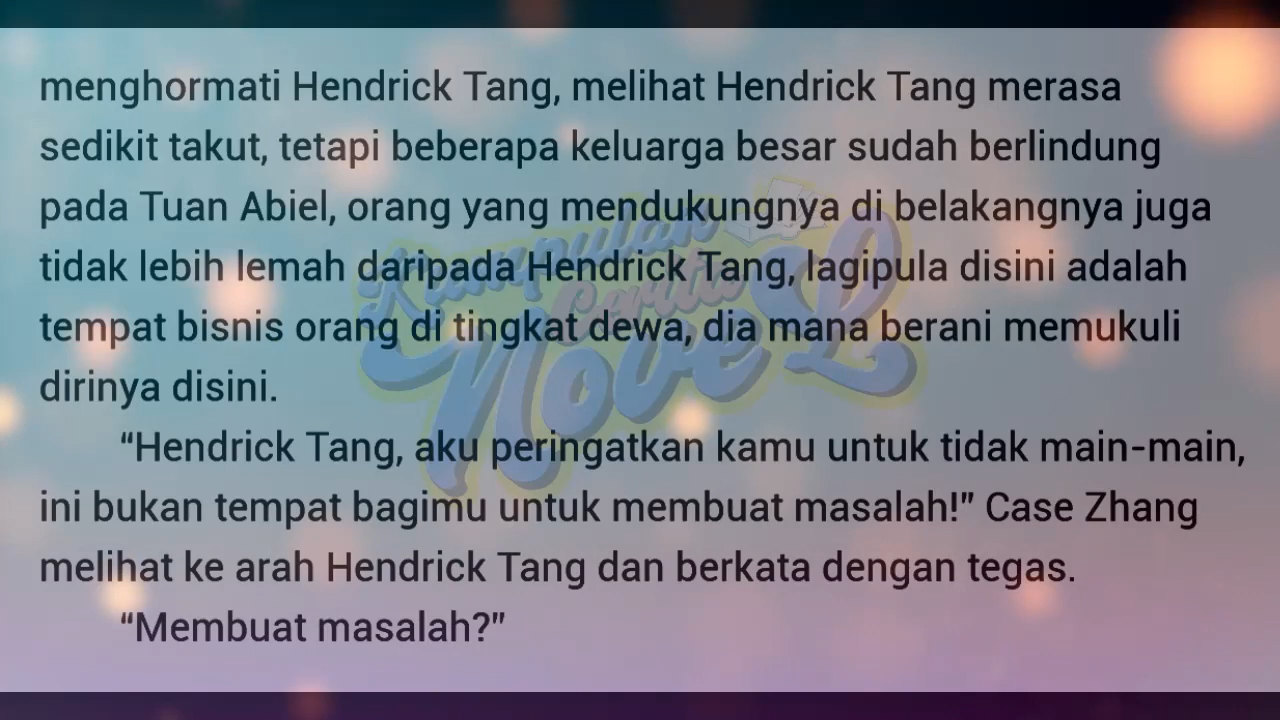 menghormati Hendrick Tang, melihat Hendrick Tang merasa
sedikit takut, tetapi beberapa keluarga besar sudah berlindung
pada Tuan Abiel, orang yang mendukungnya di belakangnya juga
tidak lebih lemah daripada Hendrick Tang, lagipula disini adalah
tempat bisnis orang di tingkat dewa, dia mana berani memukuli
dirinya disini.
“Hendrick Tang, aku peringatkan kamu untuk tidak main-main,
ini bukan tempat bagimu untuk membuat masalah!” Case Zhang
melihat ke arah Hendrick Tang dan berkata dengan tegas.
“Membuat masalah?”
Kumpulan
Cerita
Novel